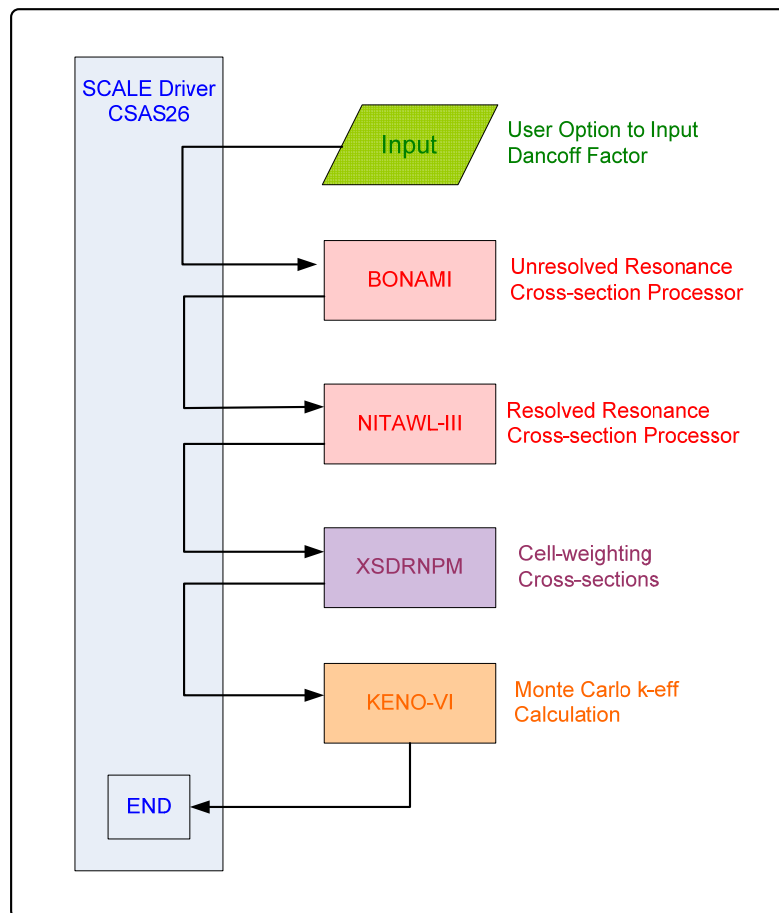 SCALE Driver
CSAS26
Input
User Option to Input
Dancoff Factor
BONAMI
Unresolved Resonance
Cross-section Processor
NITAWL-III
Resolved Resonance
Cross-section Processor
XSDRNPM
Cell-weighting
Cross-sections
KENO-VI
Monte Carlo k-eff
Calculation
END